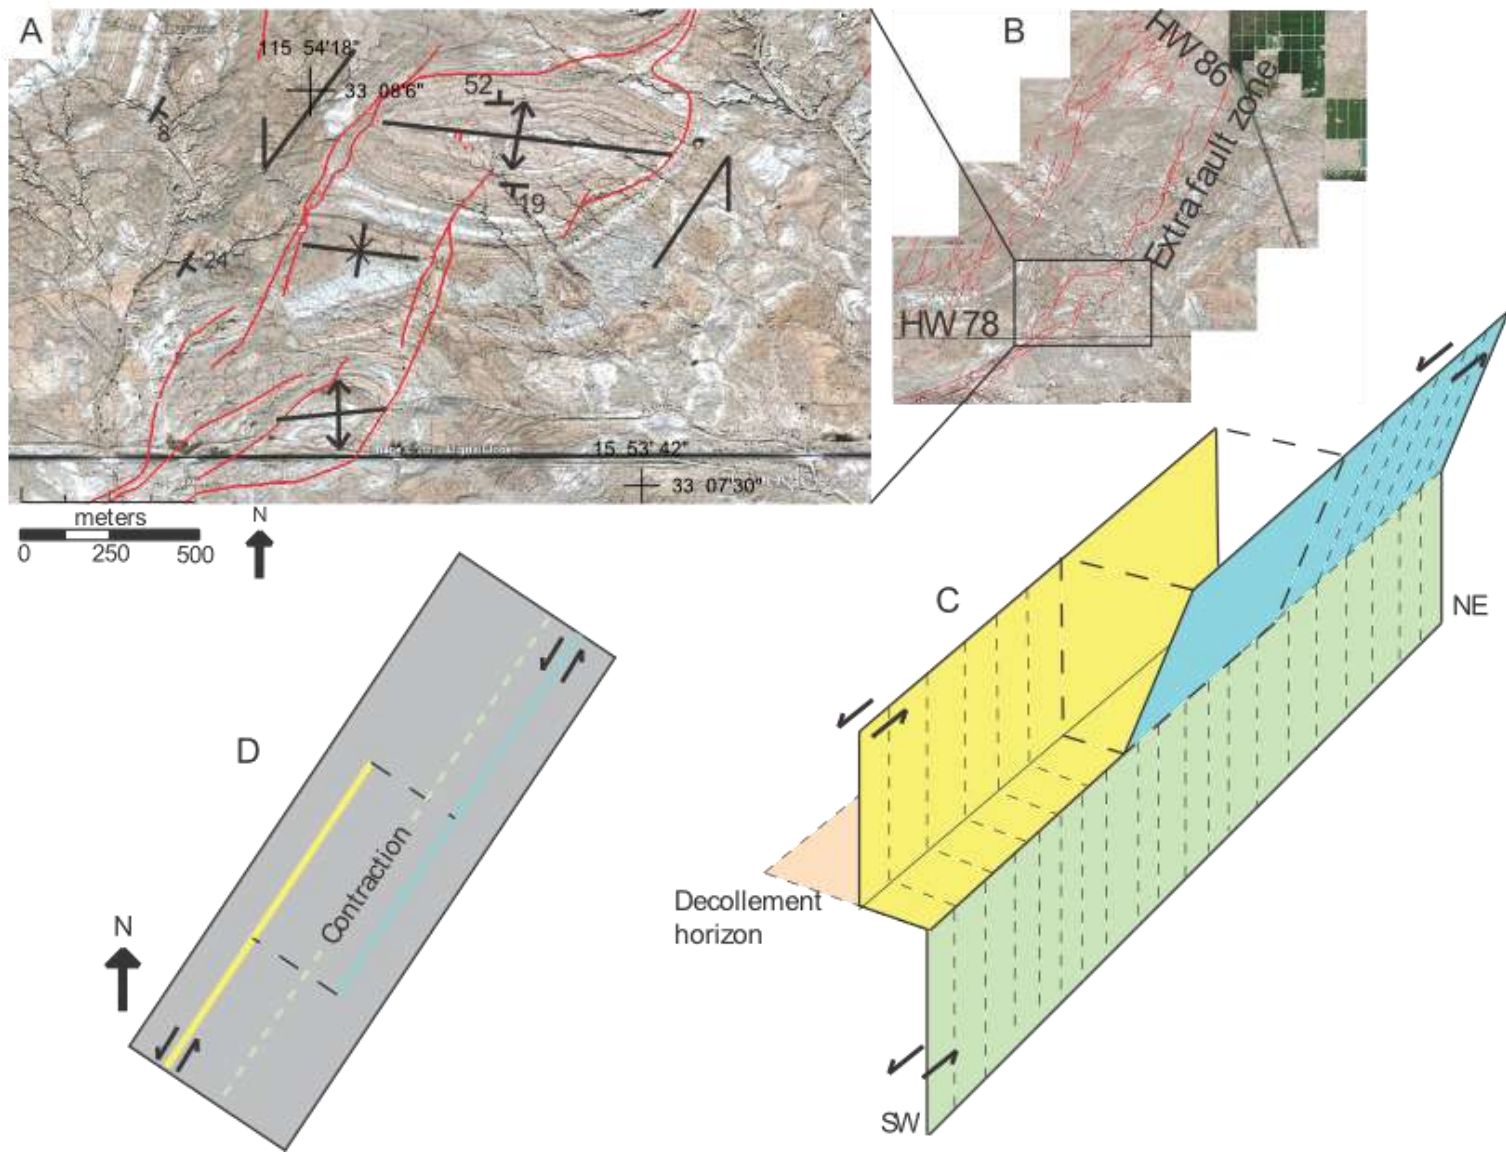 A
115 54'18"
33 08'6"
52
8
19
24
15 53' 42"
33 07'30"
meters
0 250 500
N
B
HW 86
Extra fault zone
HW 78
C
NE
Decollement
horizon
SW
D
Contraction
N